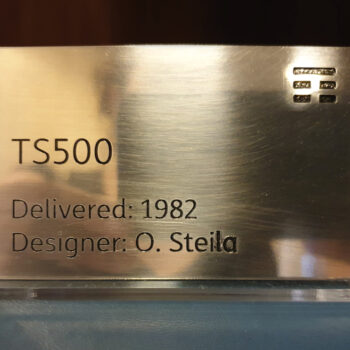 TS500
Delivered: 1982
Designer: O. Steila